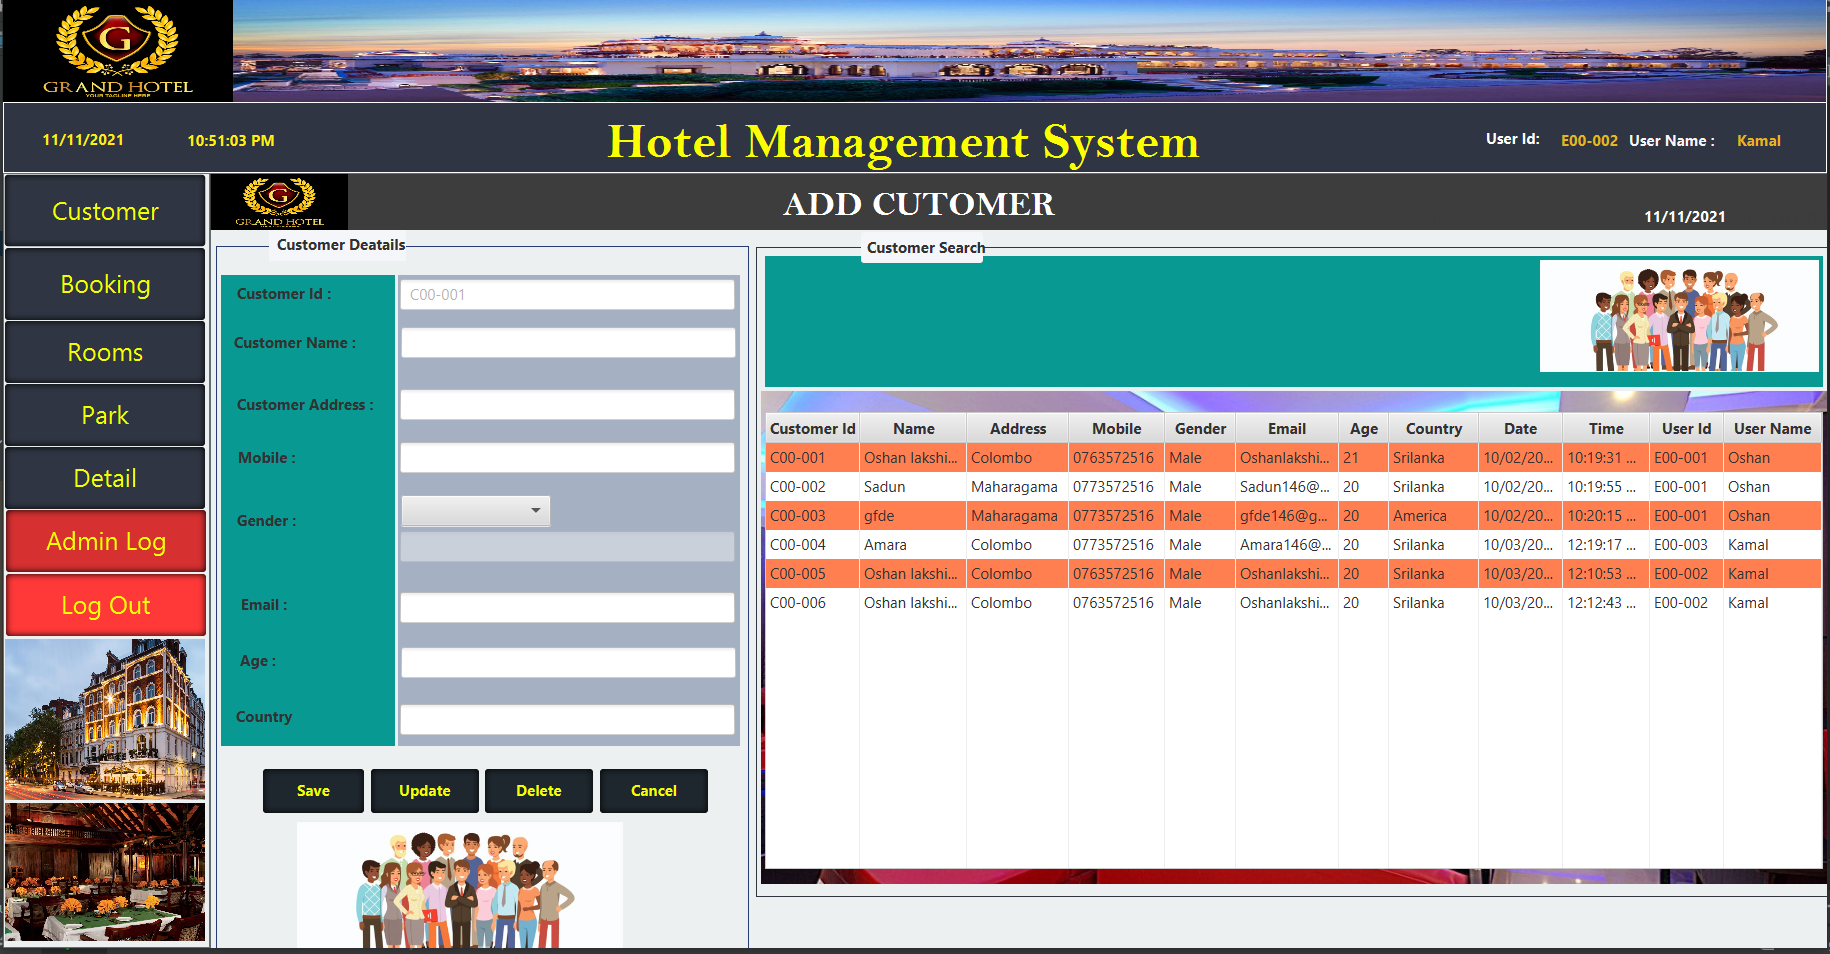 GRAND HOTEL
YOUR TAGLINE HERE
11/11/2021 10:51:03 PM Hotel Management System User Id: E00-002 User Name : Kamal
Customer
Booking
Rooms
Park
Detail
Admin Log
Log Out
G
GRAND HOTEL
ADD CUTOMER
11/11/2021
Customer Deatails
Customer Id : C00-001
Customer Name :
Customer Address :
Mobile :
Gender :
Email :
Age :
Country
Save Update Delete Cancel
Customer Search
Customer Id Name Address Mobile Gender Email Age Country Date Time User Id User Name
C00-001 Oshan lakshi... Colombo 0763572516 Male Oshanlakshi... 21 Srilanka 10/02/20... 10:19:31 ... E00-001 Oshan
C00-002 Sadun Maharagama 0773572516 Male Sadun146@... 20 Srilanka 10/02/20... 10:19:55 ... E00-001 Oshan
C00-003 gfde Maharagama 0773572516 Male gfde146@g... 20 America 10/02/20... 10:20:15 ... E00-001 Oshan
C00-004 Amara Colombo 0773572516 Male Amara146@... 20 Srilanka 10/03/20... 12:19:17 ... E00-003 Kamal
C00-005 Oshan lakshi... Colombo 0763572516 Male Oshanlakshi... 20 Srilanka 10/03/20... 12:10:53 ... E00-002 Kamal
C00-006 Oshan lakshi... Colombo 0763572516 Male Oshanlakshi... 20 Srilanka 10/03/20... 12:12:43 ... E00-002 Kamal